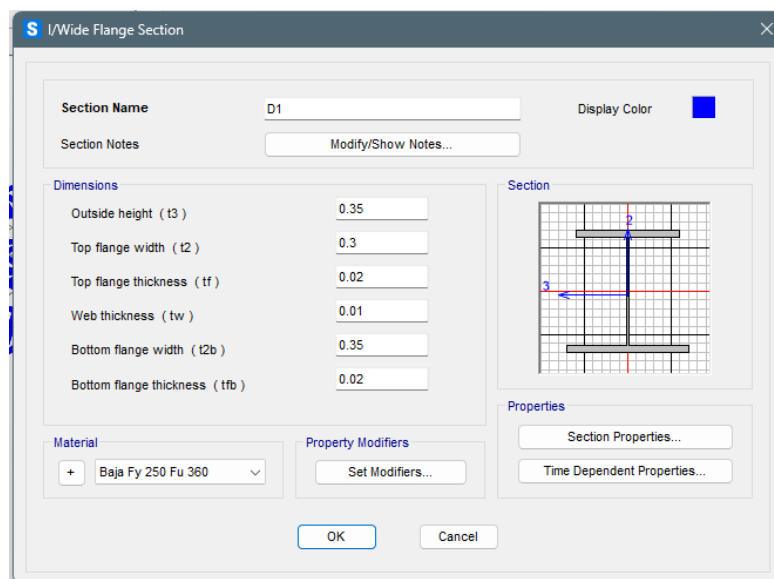 S I/Wide Flange Section
Section Name D1 Display Color
Section Notes Modify/Show Notes...
Dimensions
Outside height ( t3 ) 0.35
Top flange width ( t2 ) 0.3
Top flange thickness ( tf ) 0.02
Web thickness ( tw ) 0.01
Bottom flange width ( t2b ) 0.35
Bottom flange thickness ( tfb ) 0.02
Section
2
3
Material
+ Baja Fy 250 Fu 360
Property Modifiers
Set Modifiers...
Properties
Section Properties...
Time Dependent Properties...
OK Cancel